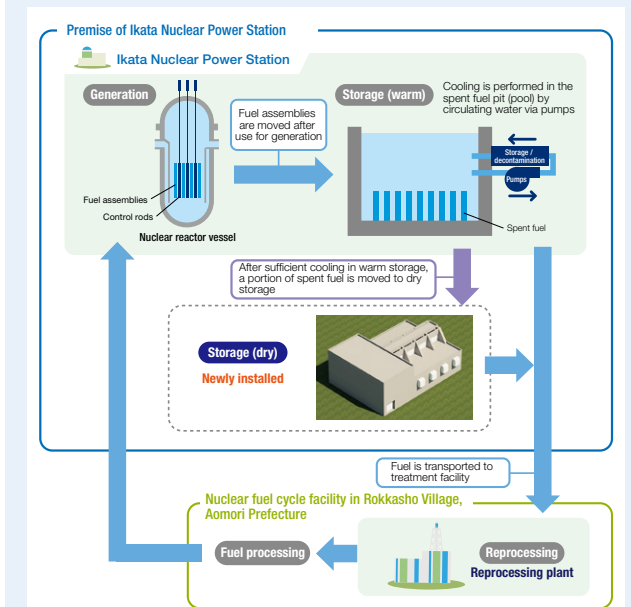 Premise of Ikata Nuclear Power Station
Ikata Nuclear Power Station
Generation
Fuel assemblies
are moved after
use for generation
Storage (warm)
Cooling is performed in the
spent fuel pit (pool) by
circulating water via pumps
Storage /
decontamination
Pumps
Fuel assemblies
Control rods
Nuclear reactor vessel
Spent fuel
After sufficient cooling in warm storage,
a portion of spent fuel is moved to dry
storage
Storage (dry)
Newly installed
Fuel is transported to
treatment facility
Nuclear fuel cycle facility in Rokkasho Village,
Aomori Prefecture
Fuel processing
Reprocessing
Reprocessing plant